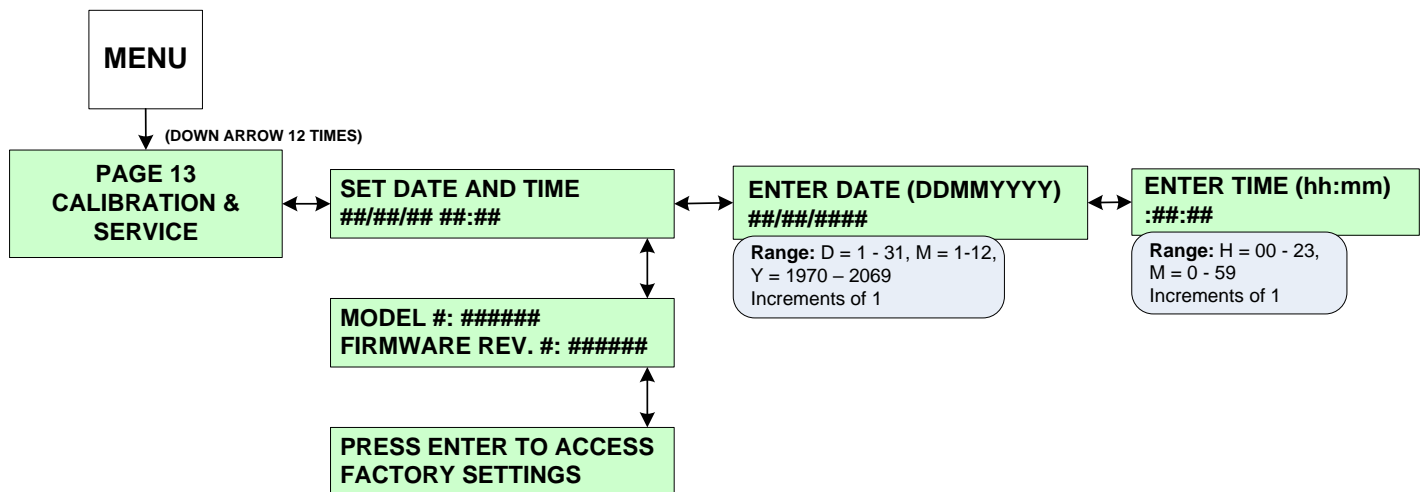 MENU
(DOWN ARROW 12 TIMES)
PAGE 13
CALIBRATION &
SERVICE
SET DATE AND TIME
##/##/## ##:##
ENTER DATE (DDMMYYYY)
##/##/####
Range: D = 1 - 31, M = 1-12,
Y = 1970 – 2069
Increments of 1
ENTER TIME (hh:mm)
:##:##
Range: H = 00 - 23,
M = 0 - 59
Increments of 1
MODEL #: ######
FIRMWARE REV. #: ######
PRESS ENTER TO ACCESS
FACTORY SETTINGS